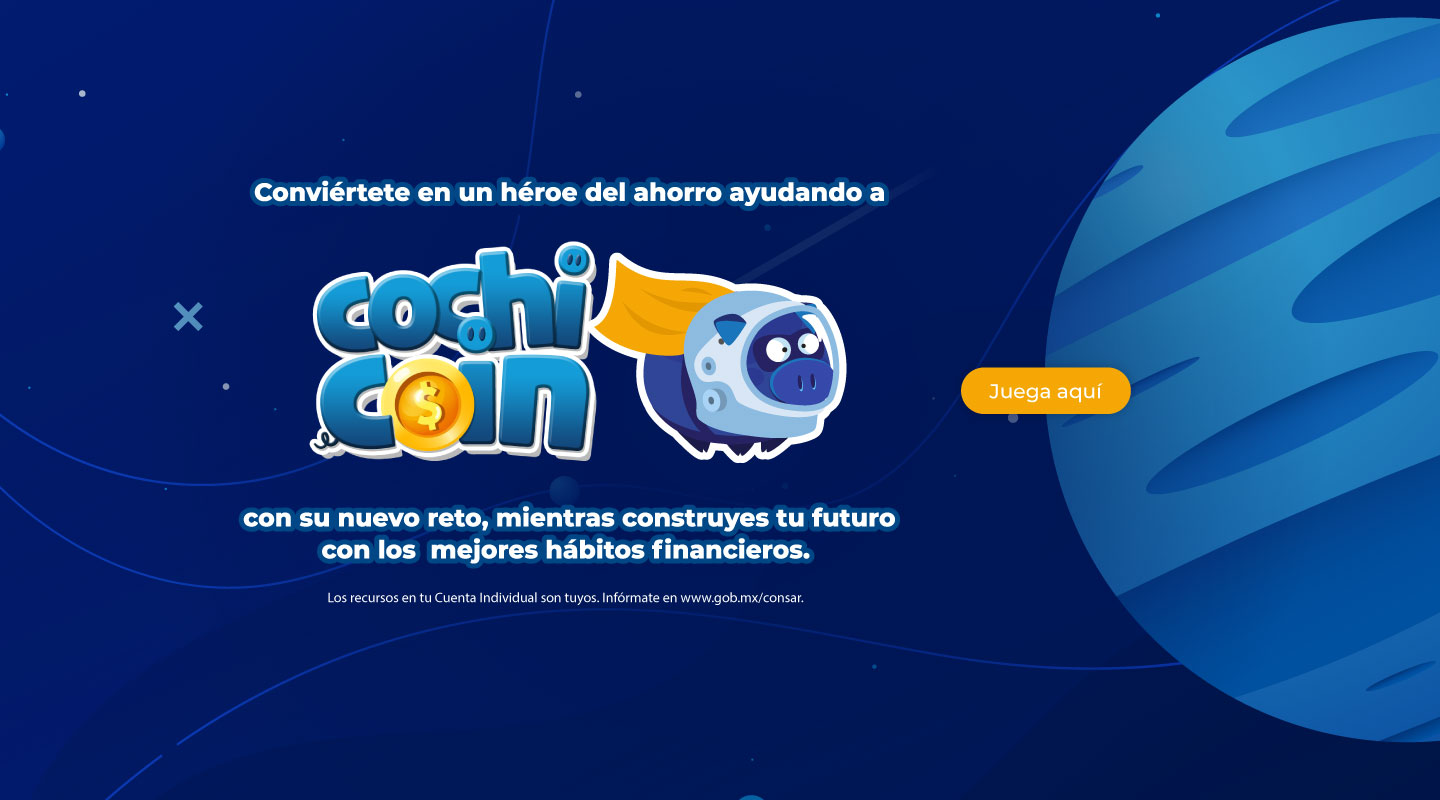 Conviértete en un héroe del ahorro ayudando a
cochi
coin
Juega aquí
con su nuevo reto, mientras construyes tu futuro
con los mejores hábitos financieros.
Los recursos en tu Cuenta Individual son tuyos. Infórmate en www.gob.mx/consar.